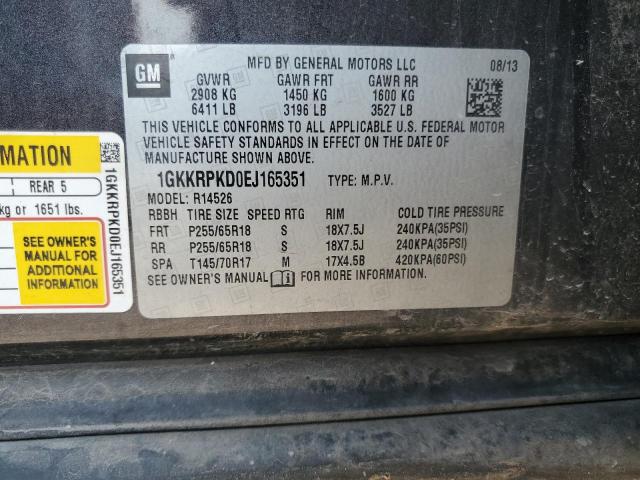 GM
MFD BY GENERAL MOTORS LLC 08/13
GVWR GAWR FRT GAWR RR
2908 KG 1450 KG 1600 KG
6411 LB 3196 LB 3527 LB
THIS VEHICLE CONFORMS TO ALL APPLICABLE U.S. FEDERAL MOTOR
VEHICLE SAFETY STANDARDS IN EFFECT ON THE DATE OF
MANUFACTURE SHOWN ABOVE.
1GKKRPKD0EJ165351 TYPE: M.P.V.
MODEL: R14526
RBBH TIRE SIZE SPEED RTG RIM COLD TIRE PRESSURE
FRT P255/65R18 S 18X7.5J 240KPA(35PSI)
RR P255/65R18 S 18X7.5J 240KPA(35PSI)
SPA T145/70R17 M 17X4.5B 420KPA(60PSI)
SEE OWNER'S MANUAL FOR MORE INFORMATION.
MATION
REAR 5
kg or 1651 lbs.
SEE OWNER'S
MANUAL FOR
ADDITIONAL
INFORMATION
1GKKRPKD0EJ165351